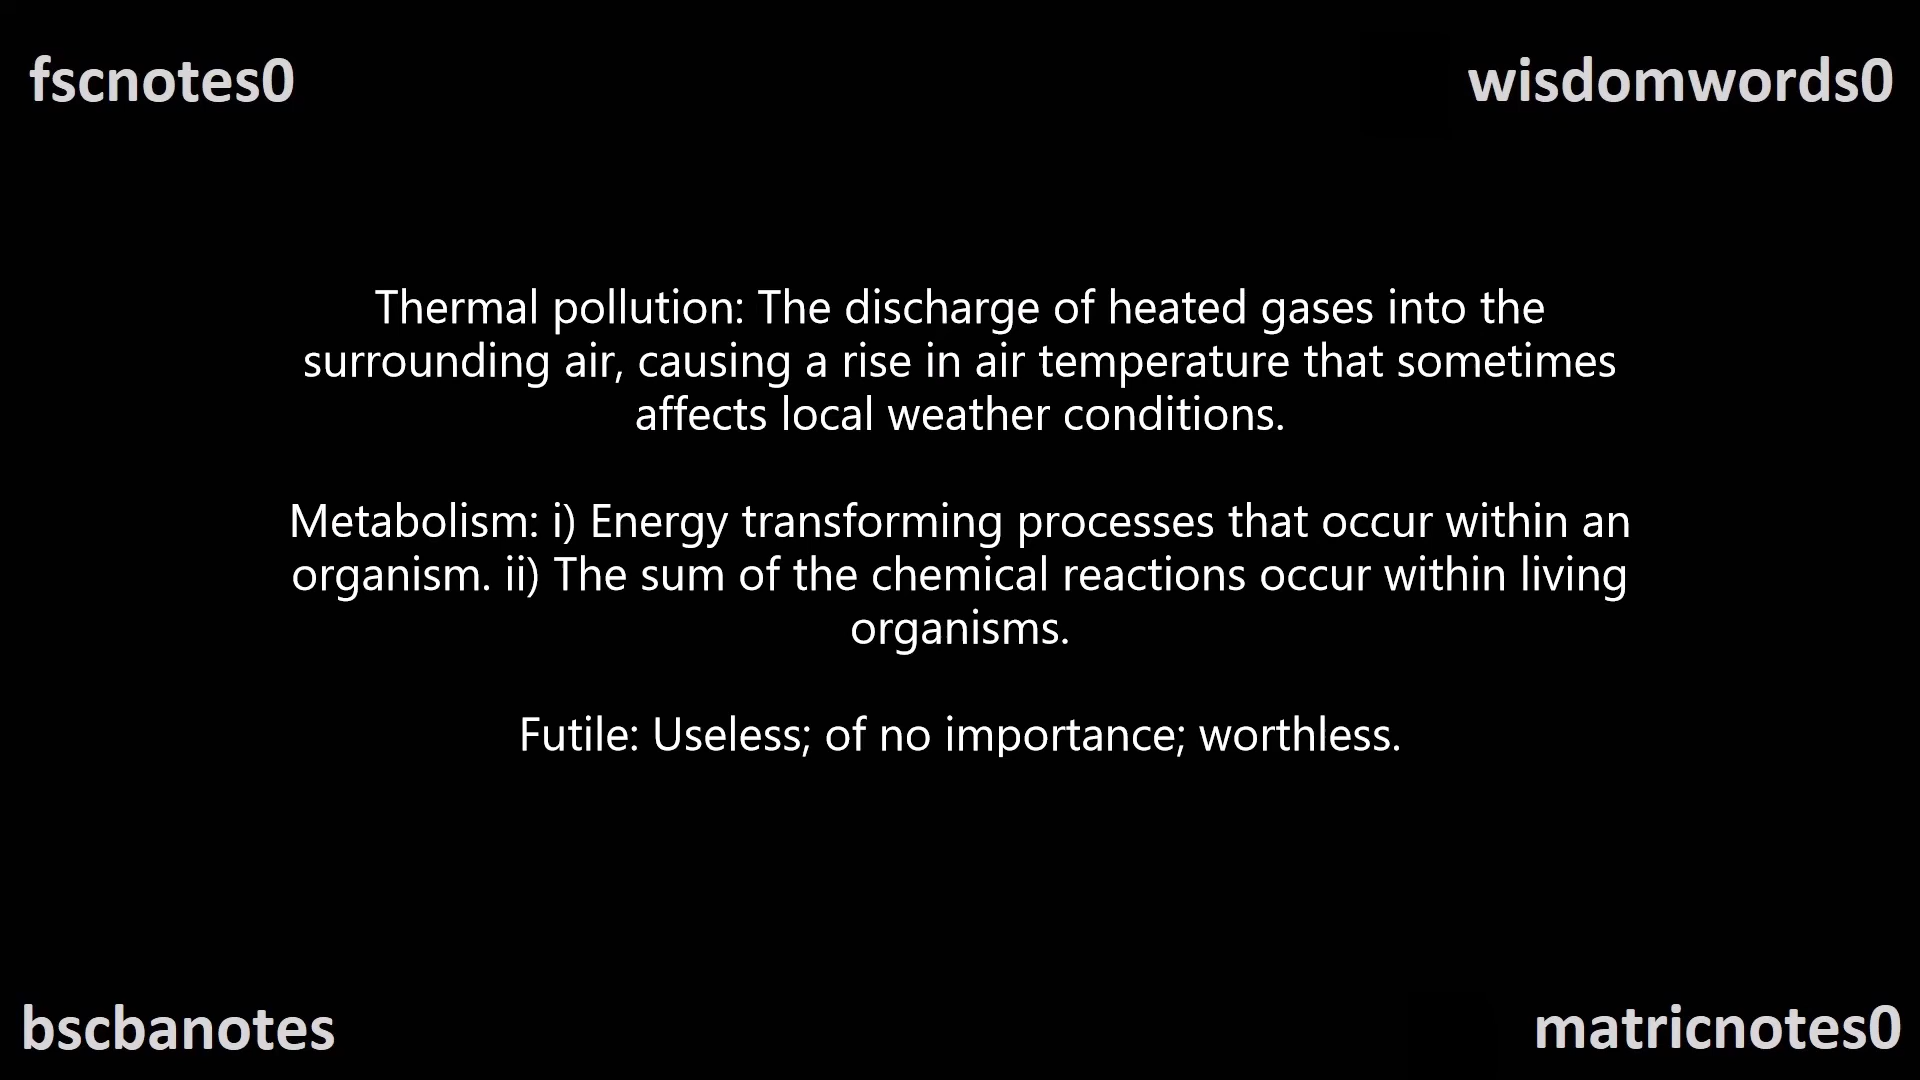 fscnotes0
wisdomwords0
Thermal pollution: The discharge of heated gases into the
surrounding air, causing a rise in air temperature that sometimes
affects local weather conditions.
Metabolism: i) Energy transforming processes that occur within an
organism. ii) The sum of the chemical reactions occur within living
organisms.
Futile: Useless; of no importance; worthless.
bscbanotes
matricnotes0